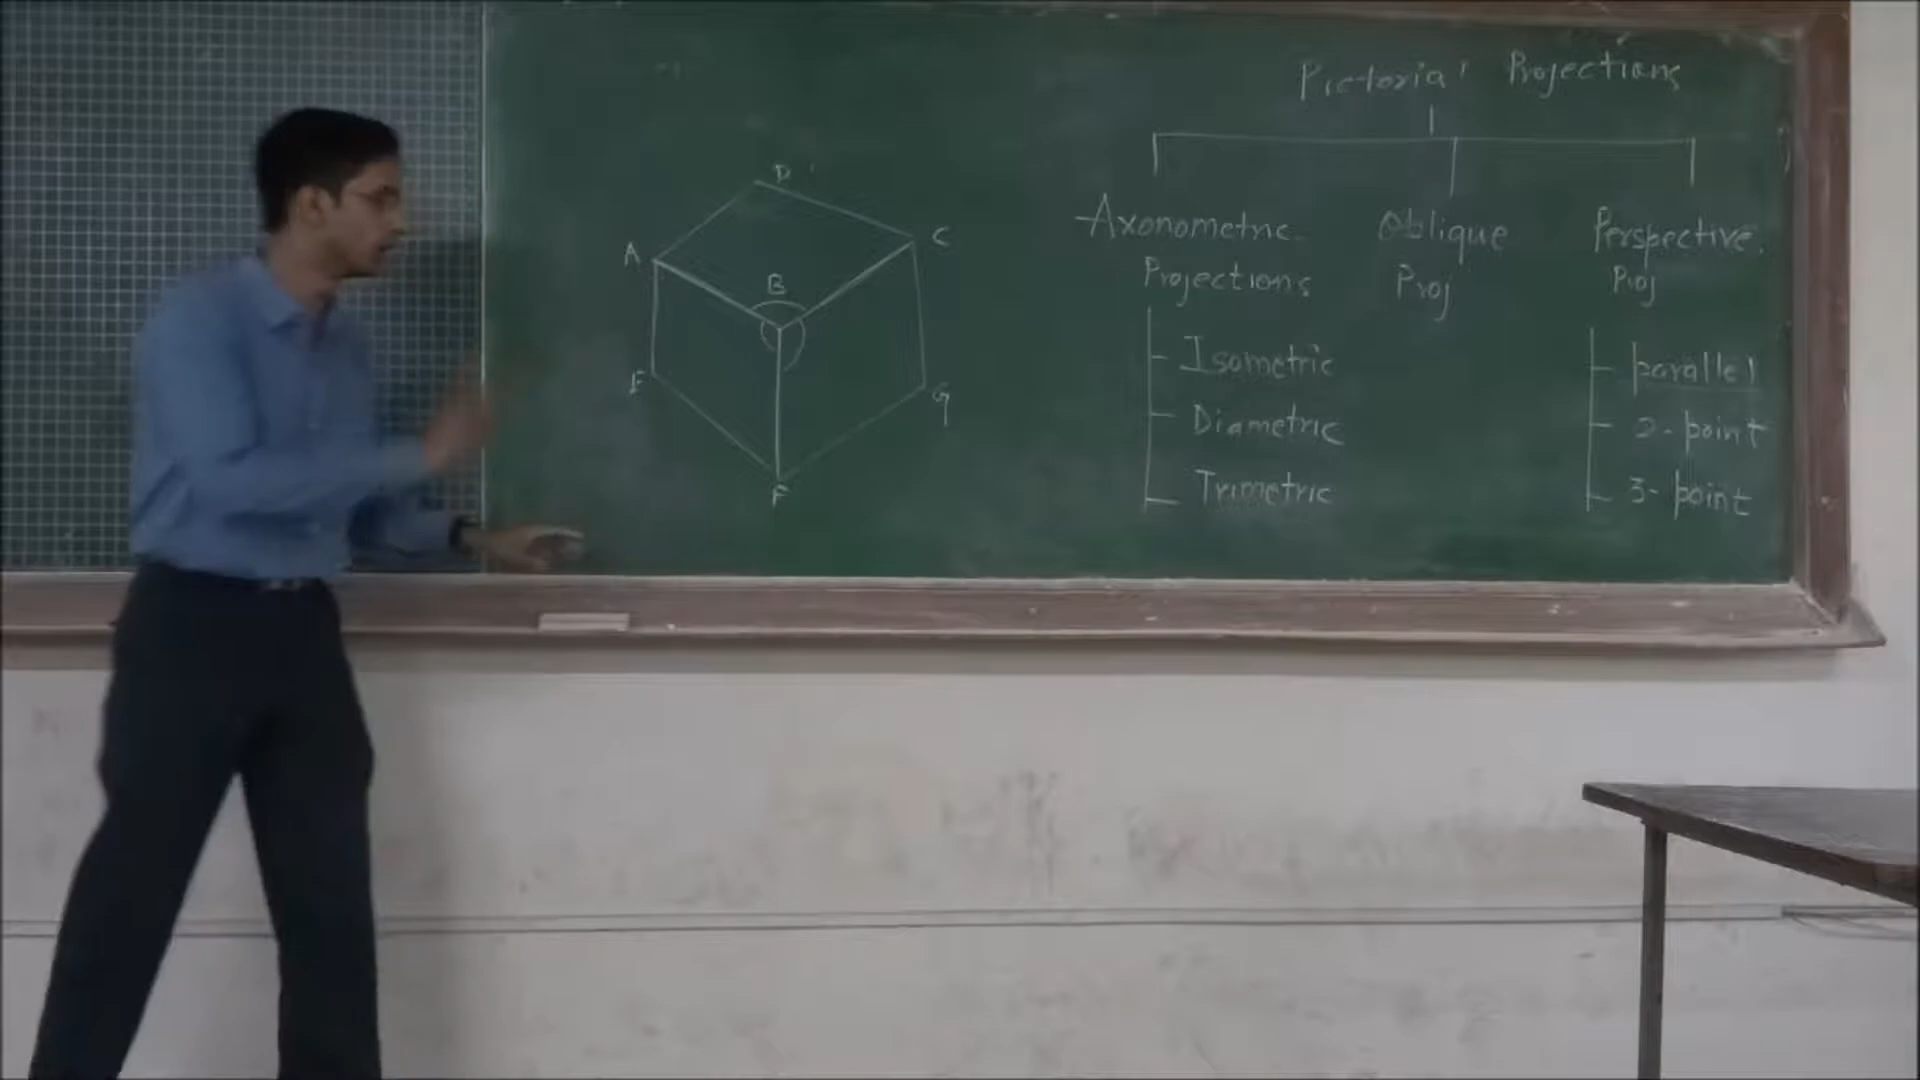 Pictorial Projections
Axonometric Oblique Perspective
Projections Proj Proj
Isometric parallel
Diametric 2-point
Trimetric 3-point
D
A C
B
E G
F